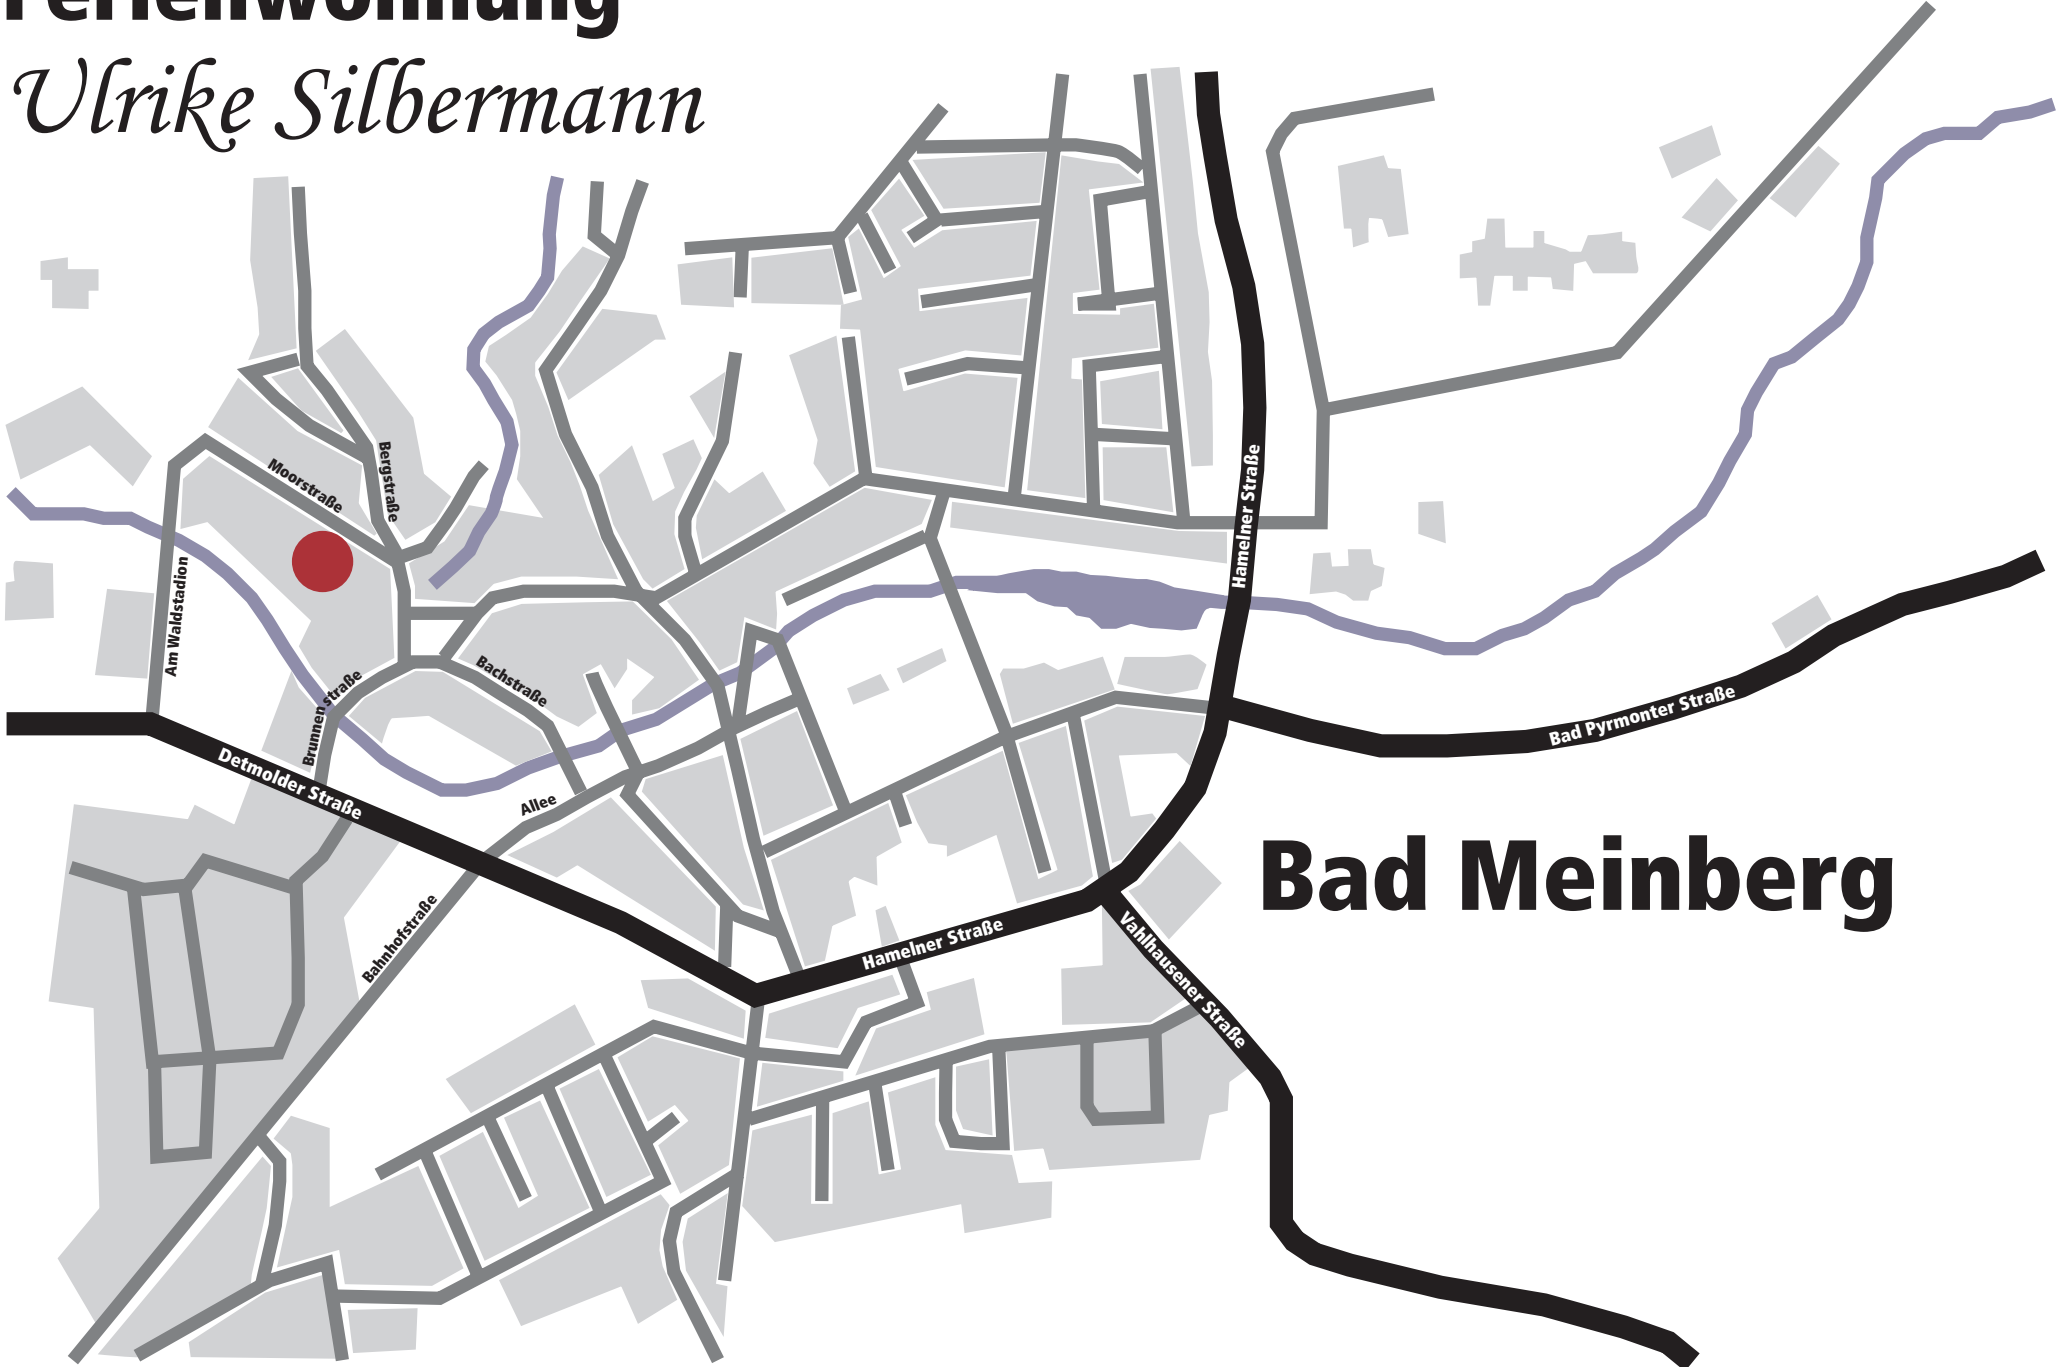 Ferienwohnung
Ulrike Silbermann
Moorstraße
Bergstraße
Am Waldstadion
Bachstraße
Brunnenstraße
Detmolder Straße
Allee
Bahnhofstraße
Hamelner Straße
Hamelner Straße
Bad Pyrmonter Straße
Vahlhausener Straße
Bad Meinberg